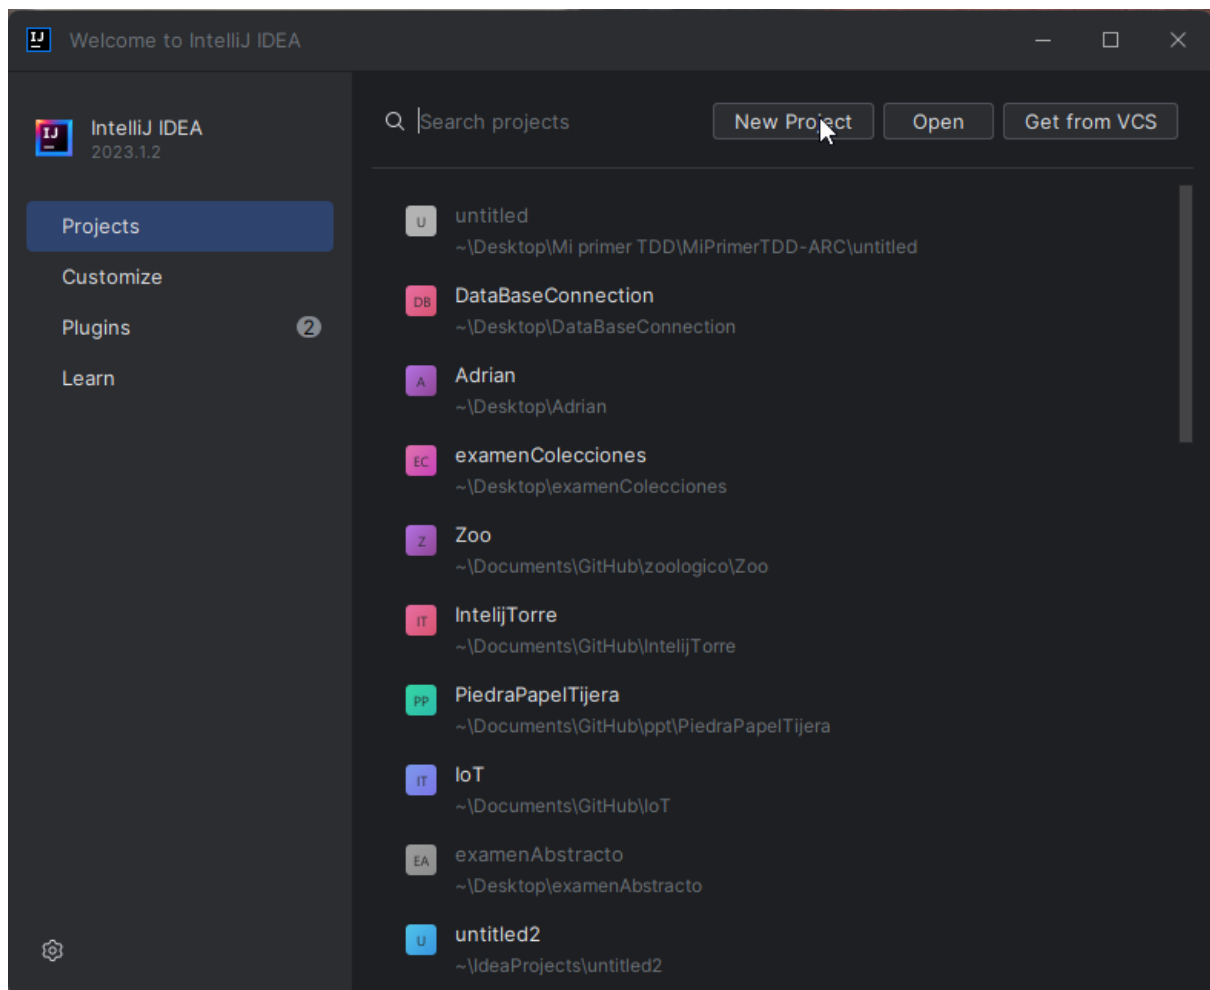 IJ Welcome to IntelliJ IDEA
IJ IntelliJ IDEA
2023.1.2
Projects
Customize
Plugins 2
Learn
Search projects New Project Open Get from VCS
U untitled
~\Desktop\Mi primer TDD\MiPrimerTDD-ARC\untitled
DB DataBaseConnection
~\Desktop\DataBaseConnection
A Adrian
~\Desktop\Adrian
EC examenColecciones
~\Desktop\examenColecciones
Z Zoo
~\Documents\GitHub\zoologico\Zoo
IT IntelijTorre
~\Documents\GitHub\IntelijTorre
PP PiedraPapelTijera
~\Documents\GitHub\ppt\PiedraPapelTijera
IT IoT
~\Documents\GitHub\IoT
EA examenAbstracto
~\Desktop\examenAbstracto
U untitled2
~\IdeaProjects\untitled2